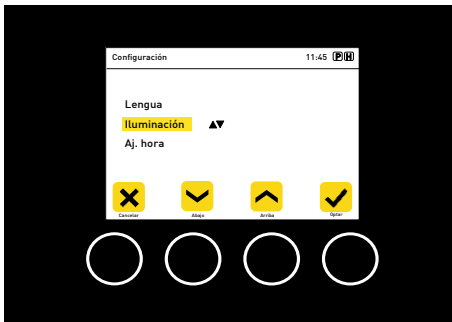 Configuración 11:45 P H
Lengua
Iluminación
Aj. hora
Cancelar Abajo Arriba Optar